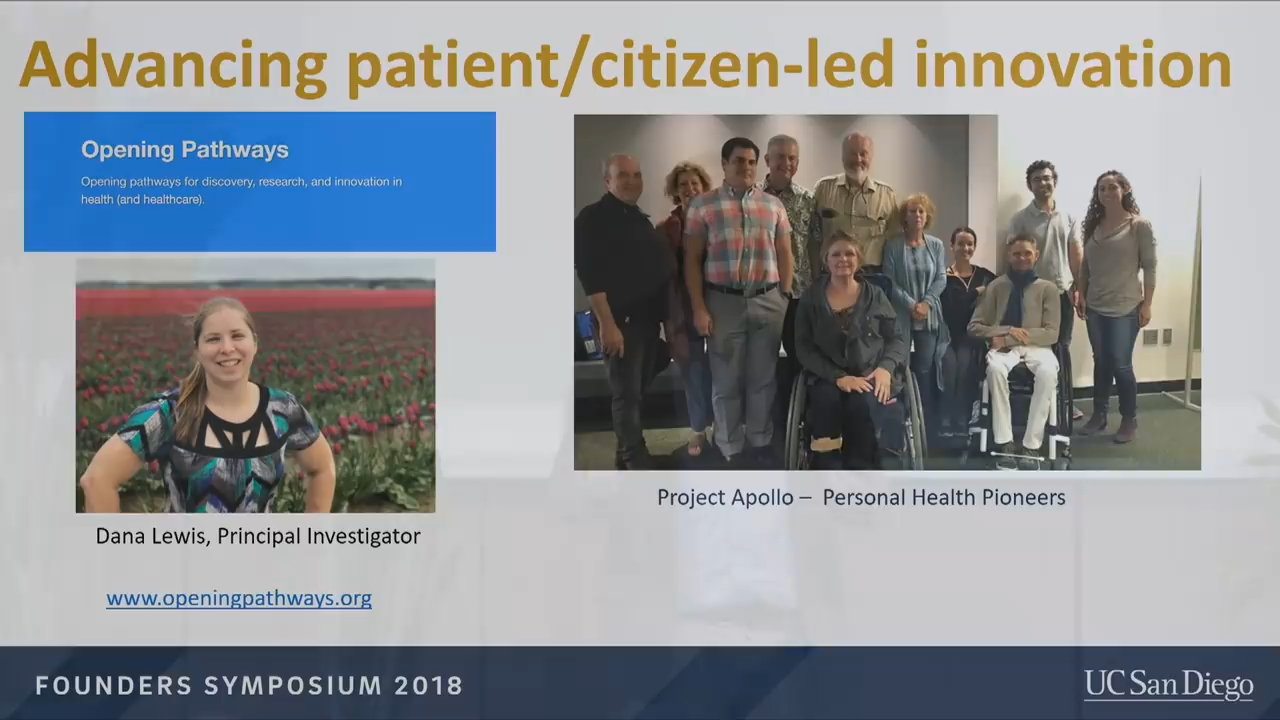 Advancing patient/citizen-led innovation
Opening Pathways
Opening pathways for discovery, research, and innovation in
health (and healthcare).
Dana Lewis, Principal Investigator
www.openingpathways.org
Project Apollo – Personal Health Pioneers
FOUNDERS SYMPOSIUM 2018
UC San Diego